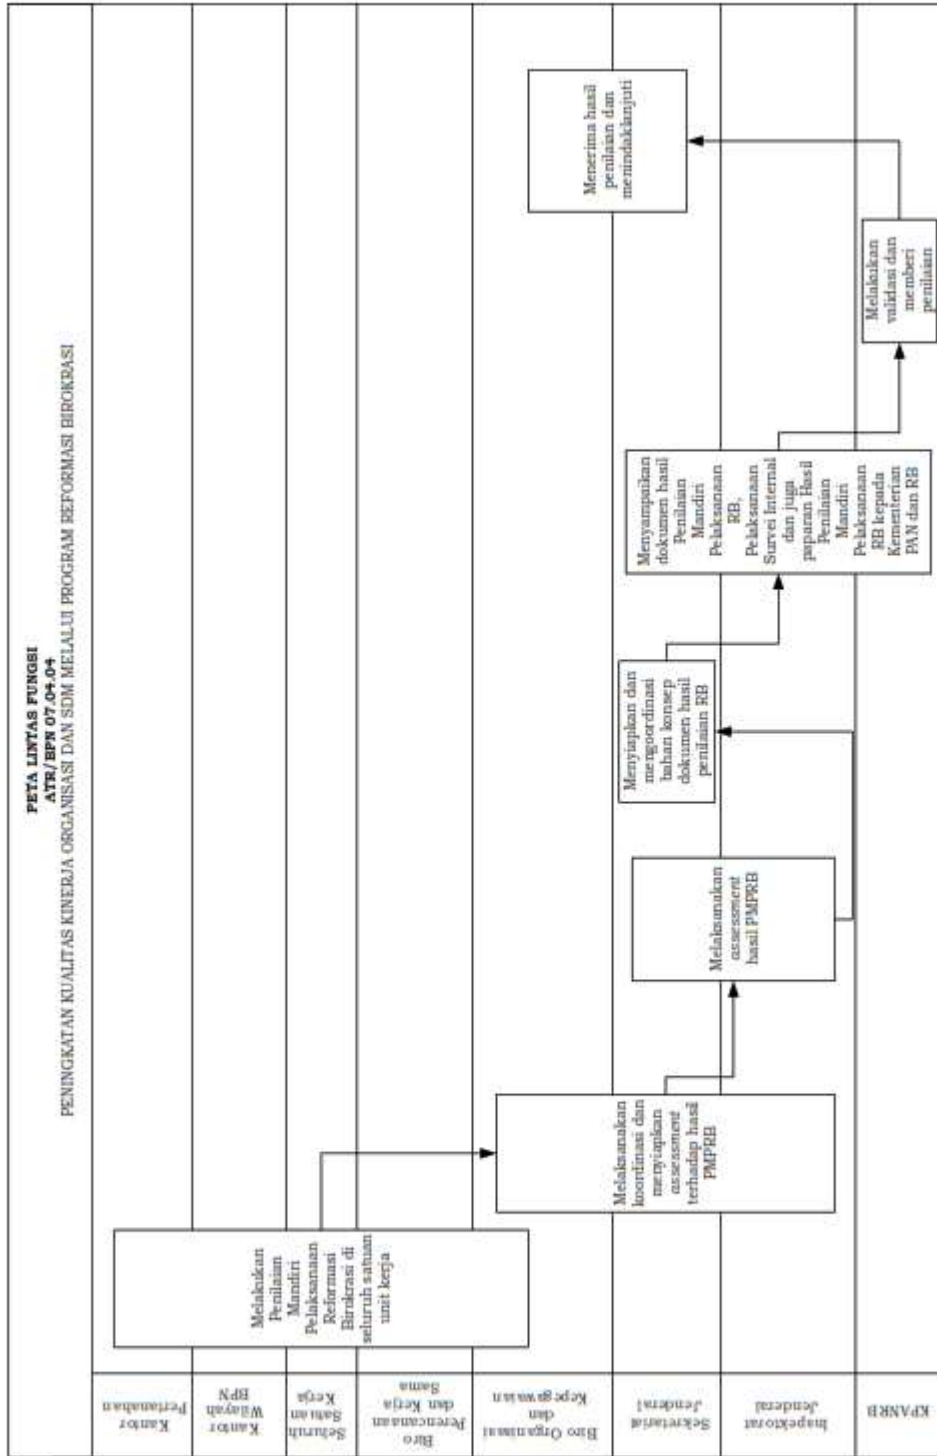 PETA LINTAS FUNGSI
ATR/BPN 07.04.04
PENINGKATAN KUALITAS KINERJA ORGANISASI DAN SDM MELALUI PROGRAM REFORMASI BIROKRASI
Kantor
Pertanahan
Kantor
Wilayah
BPN
Seluruh
Satuan
Kerja
Biro
Perencanaan
dan Kerja
Sama
Biro Organisasi
dan
Kepegawaian
Sekretariat
Jenderal
Inspektorat
Jenderal
KPANRB
Melakukan
Penilaian
Mandiri
Pelaksanaan
Reformasi
Birokrasi di
seluruh satuan
unit kerja
Melaksanakan
koordinasi dan
menyiapkan
assessment
terhadap hasil
PMPRB
Melaksanakan
assessment
hasil PMPRB
Menyiapkan dan
mengoordinasi
bahan konsep
dokumen hasil
penilaian RB
Menyampaikan
dokumen hasil
Penilaian
Mandiri
Pelaksanaan
RB,
Pelaksanaan
Survei Internal
dan juga
paparan Hasil
Penilaian
Mandiri
Pelaksanaan
RB kepada
Kementerian
PAN dan RB
Melakukan
validasi dan
memberi
penilaian
Menerima hasil
penilaian dan
menindaklanjuti